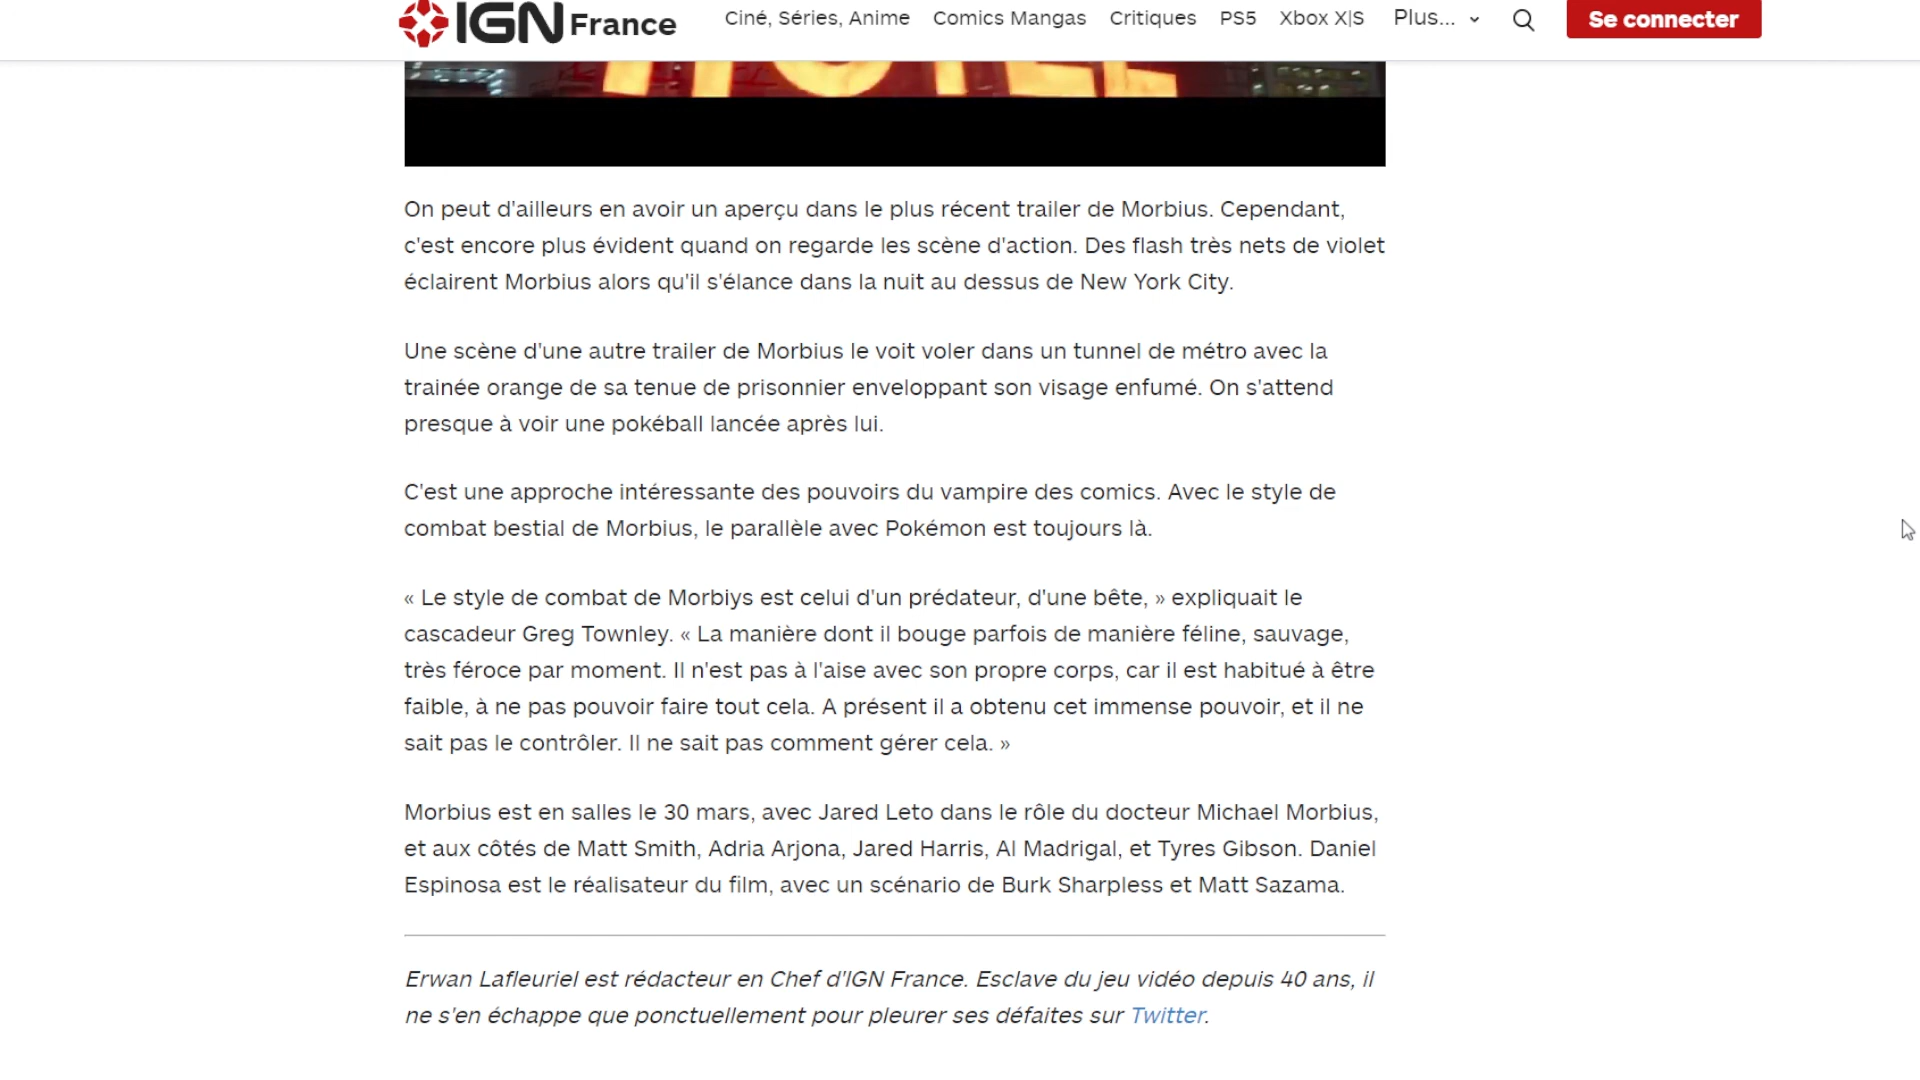 IGN France
Ciné, Séries, Anime Comics Mangas Critiques PS5 Xbox X|S Plus... Se connecter
On peut d'ailleurs en avoir un aperçu dans le plus récent trailer de Morbius. Cependant,
c'est encore plus évident quand on regarde les scène d'action. Des flash très nets de violet
éclairent Morbius alors qu'il s'élance dans la nuit au dessus de New York City.
Une scène d'une autre trailer de Morbius le voit voler dans un tunnel de métro avec la
trainée orange de sa tenue de prisonnier enveloppant son visage enfumé. On s'attend
presque à voir une pokéball lancée après lui.
C'est une approche intéressante des pouvoirs du vampire des comics. Avec le style de
combat bestial de Morbius, le parallèle avec Pokémon est toujours là.
« Le style de combat de Morbiys est celui d'un prédateur, d'une bête, » expliquait le
cascadeur Greg Townley. « La manière dont il bouge parfois de manière féline, sauvage,
très féroce par moment. Il n'est pas à l'aise avec son propre corps, car il est habitué à être
faible, à ne pas pouvoir faire tout cela. A présent il a obtenu cet immense pouvoir, et il ne
sait pas le contrôler. Il ne sait pas comment gérer cela. »
Morbius est en salles le 30 mars, avec Jared Leto dans le rôle du docteur Michael Morbius,
et aux côtés de Matt Smith, Adria Arjona, Jared Harris, Al Madrigal, et Tyres Gibson. Daniel
Espinosa est le réalisateur du film, avec un scénario de Burk Sharpless et Matt Sazama.
Erwan Lafleuriel est rédacteur en Chef d'IGN France. Esclave du jeu vidéo depuis 40 ans, il
ne s'en échappe que ponctuellement pour pleurer ses défaites sur Twitter.